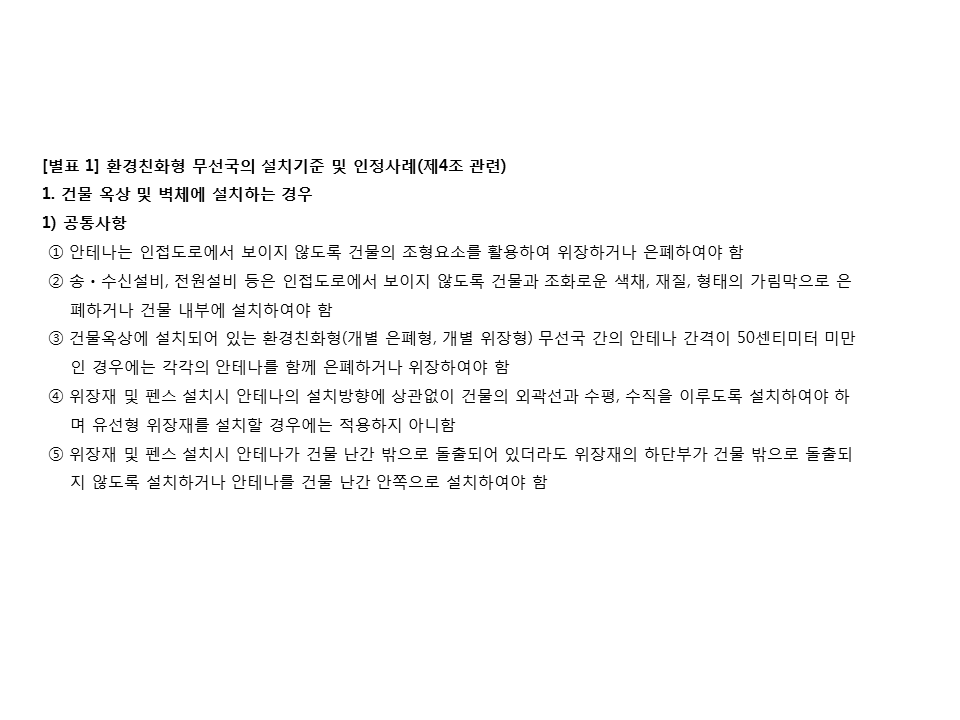 [별표 1] 환경친화형 무선국의 설치기준 및 인정사례(제4조 관련)
1. 건물 옥상 및 벽체에 설치하는 경우
1) 공통사항
① 안테나는 인접도로에서 보이지 않도록 건물의 조형요소를 활용하여 위장하거나 은폐하여야 함
② 송・수신설비, 전원설비 등은 인접도로에서 보이지 않도록 건물과 조화로운 색채, 재질, 형태의 가림막으로 은
폐하거나 건물 내부에 설치하여야 함
③ 건물옥상에 설치되어 있는 환경친화형(개별 은폐형, 개별 위장형) 무선국 간의 안테나 간격이 50센티미터 미만
인 경우에는 각각의 안테나를 함께 은폐하거나 위장하여야 함
④ 위장재 및 펜스 설치시 안테나의 설치방향에 상관없이 건물의 외곽선과 수평, 수직을 이루도록 설치하여야 하
며 유선형 위장재를 설치할 경우에는 적용하지 아니함
⑤ 위장재 및 펜스 설치시 안테나가 건물 난간 밖으로 돌출되어 있더라도 위장재의 하단부가 건물 밖으로 돌출되
지 않도록 설치하거나 안테나를 건물 난간 안쪽으로 설치하여야 함